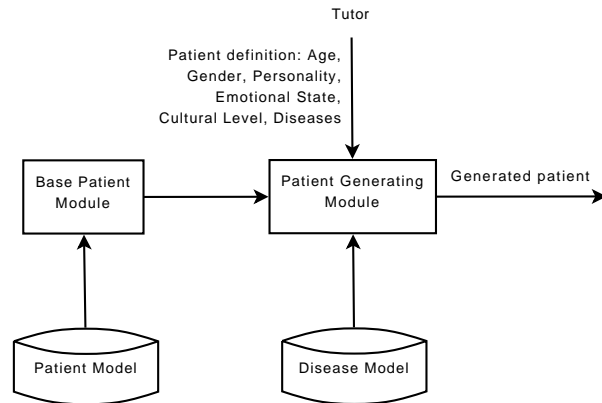 Tutor
Patient definition: Age,
Gender, Personality,
Emotional State,
Cultural Level, Diseases
Base Patient
Module
Patient Generating
Module
Generated patient
Patient Model
Disease Model